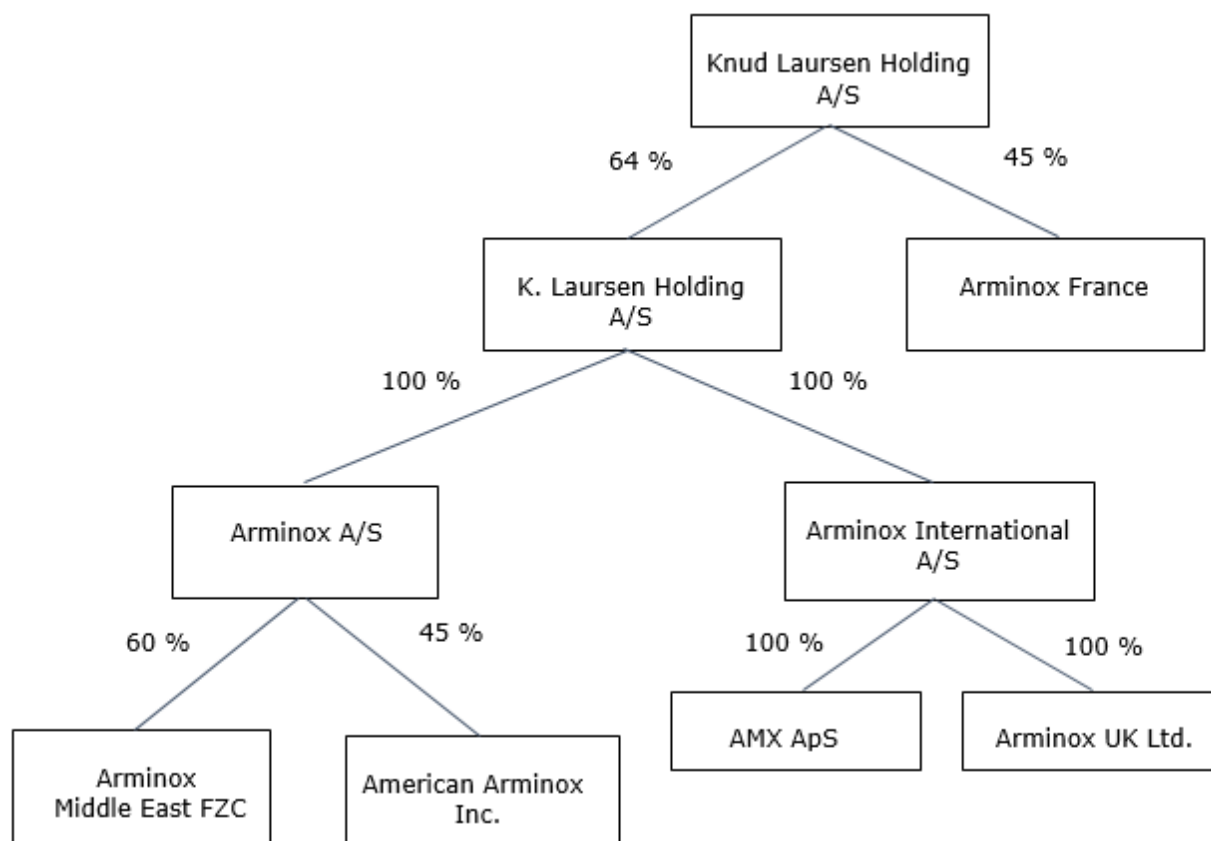 Knud Laursen Holding
A/S
64 %
45 %
K. Laursen Holding
A/S
Arminox France
100 %
100 %
Arminox A/S
Arminox International
A/S
60 %
45 %
100 %
100 %
Arminox
Middle East FZC
American Arminox
Inc.
AMX ApS
Arminox UK Ltd.